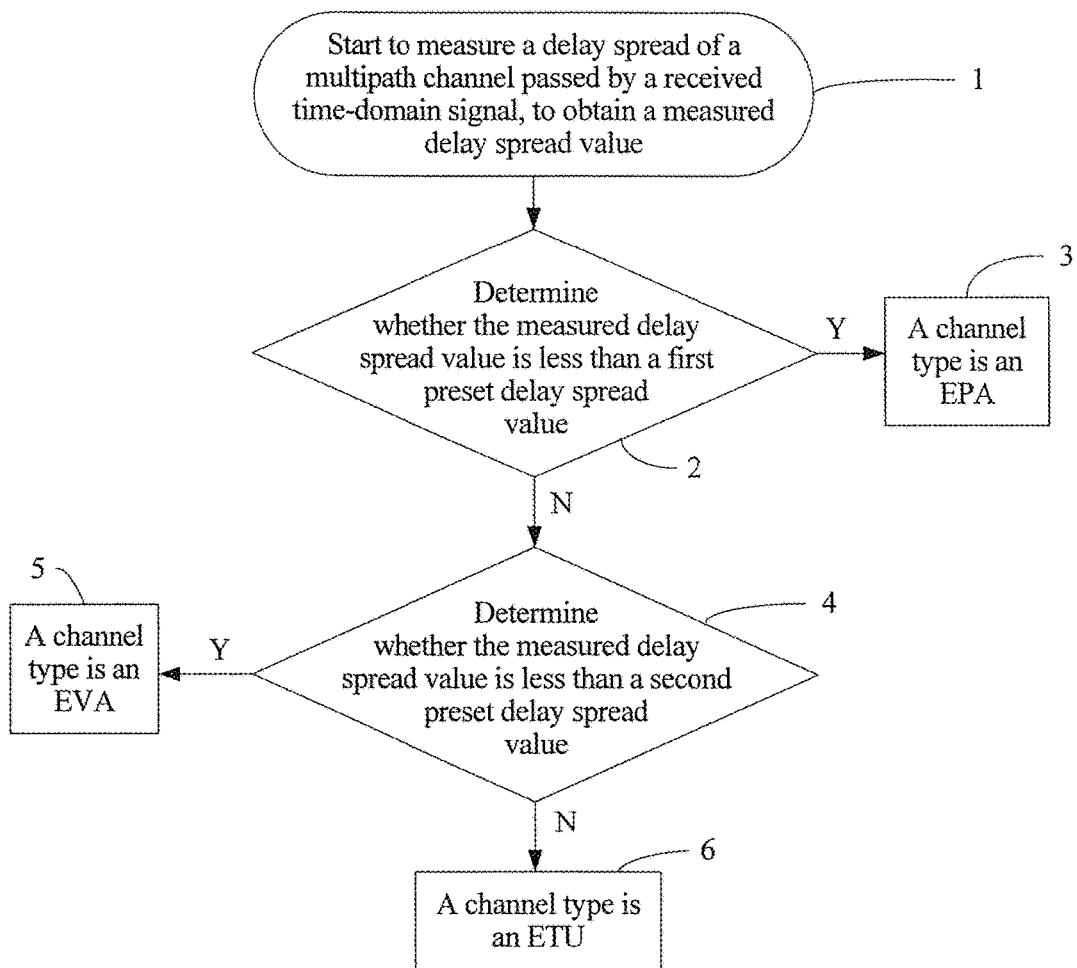 Start to measure a delay spread of a
multipath channel passed by a received
time-domain signal, to obtain a measured
delay spread value
1
Determine
whether the measured delay
spread value is less than a first
preset delay spread
value
2
Y
3
A channel
type is an
EPA
N
4
Determine
whether the measured delay
spread value is less than a second
preset delay spread
value
Y
5
A channel
type is an
EVA
N
6
A channel type is
an ETU